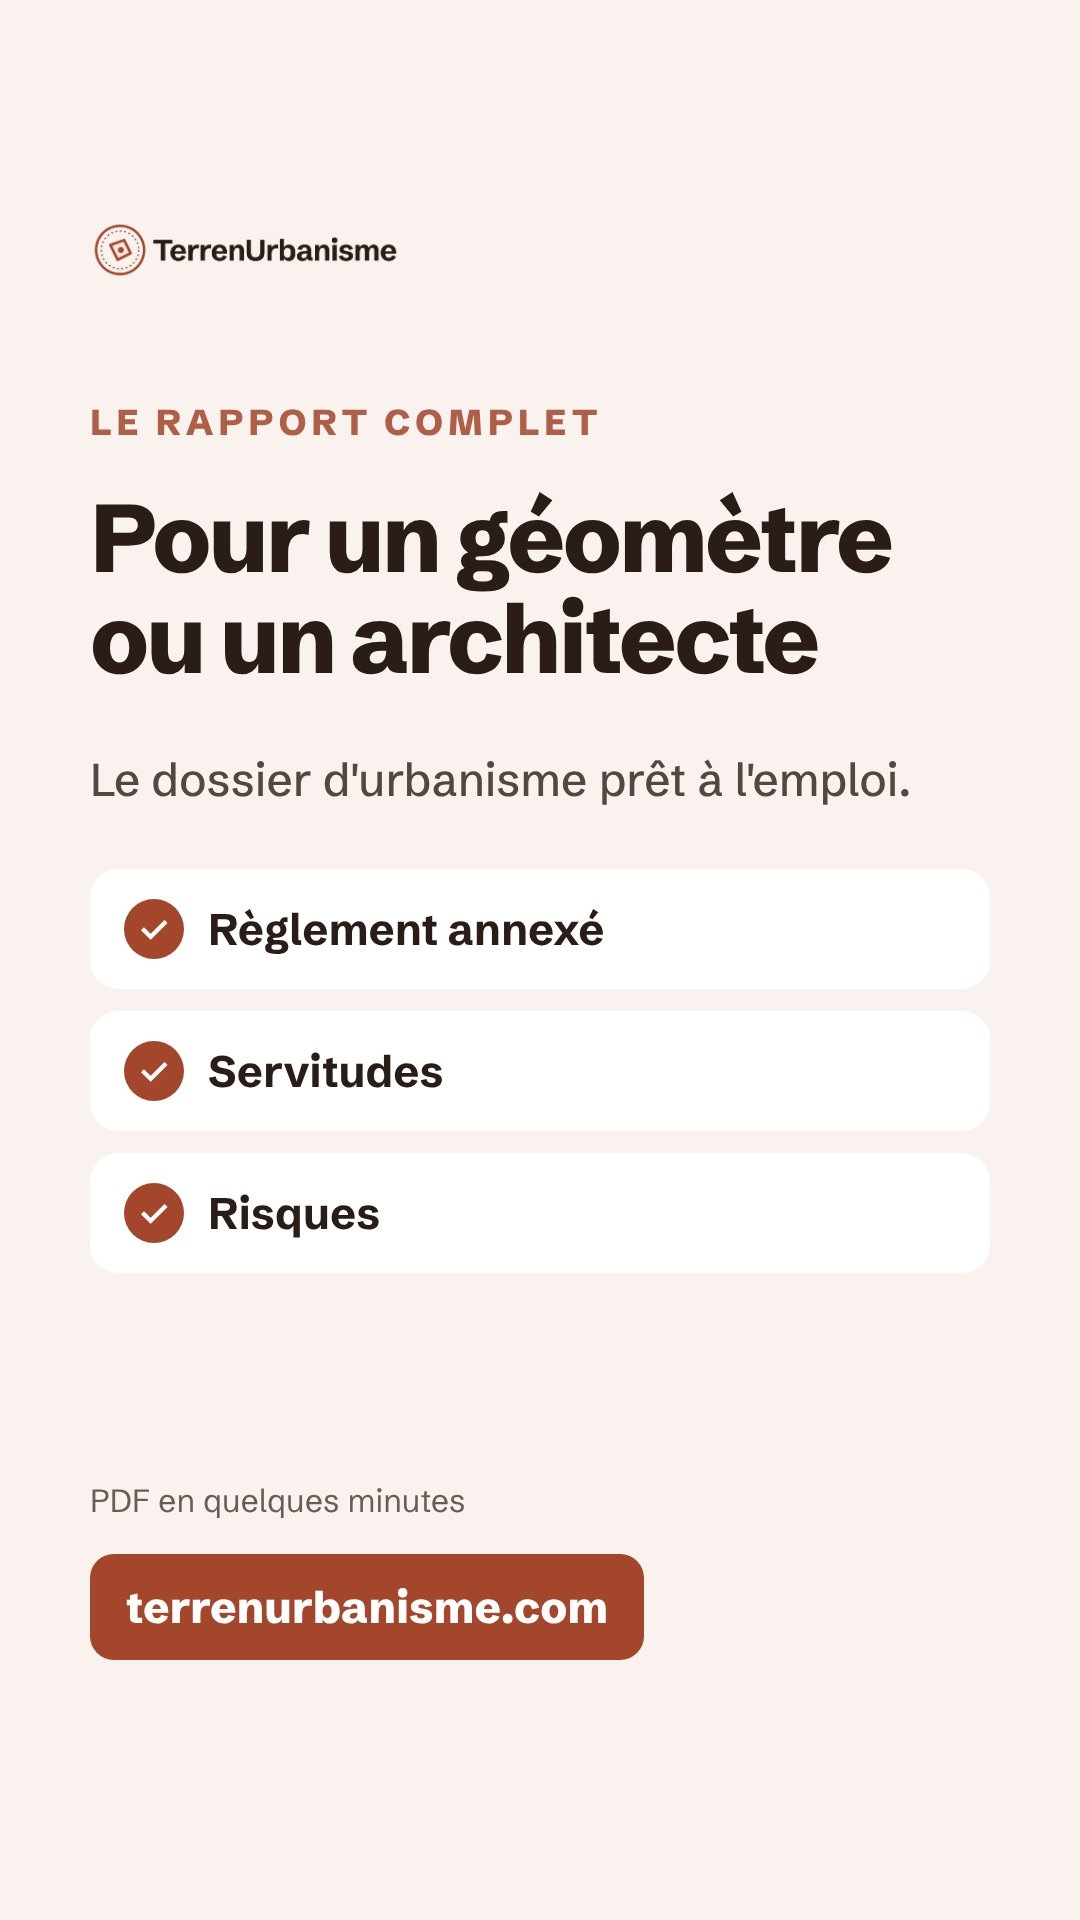 TerrenUrbanisme
LE RAPPORT COMPLET
Pour un géomètre
ou un architecte
Le dossier d'urbanisme prêt à l'emploi.
Règlement annexé
Servitudes
Risques
PDF en quelques minutes
terrenurbanisme.com